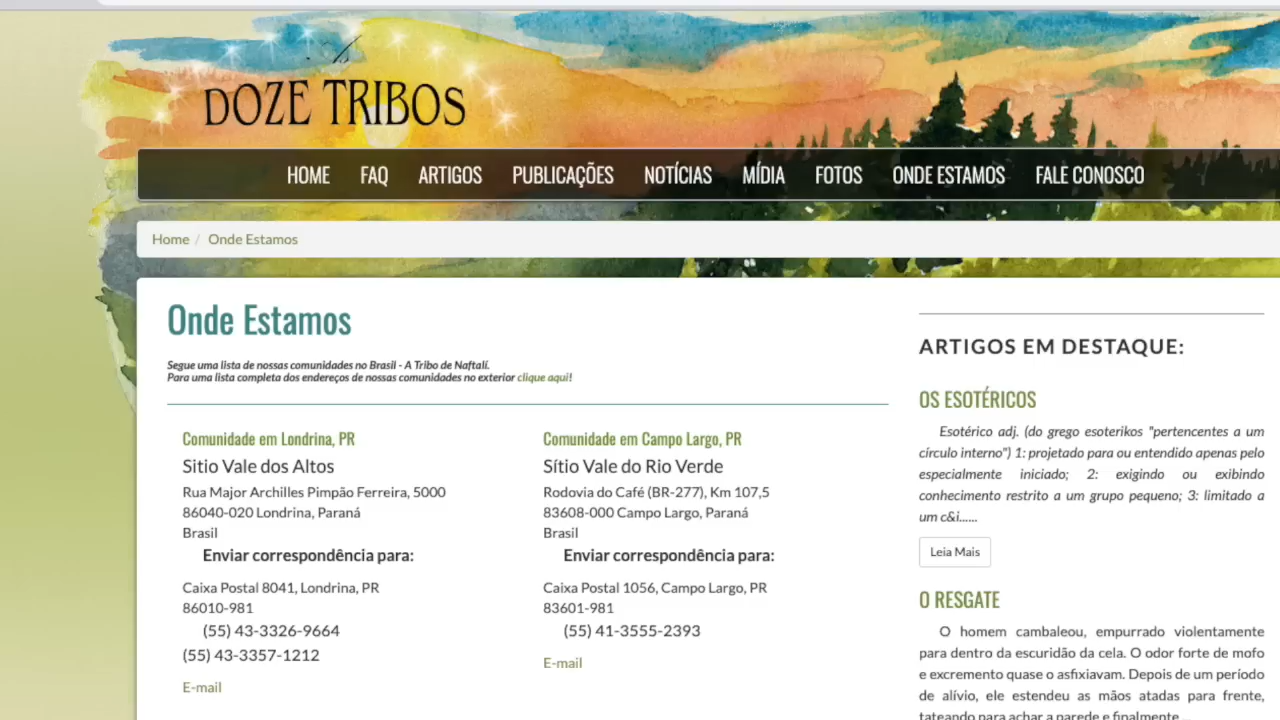 As
DOZE TRIBOS
HOME FAQ ARTIGOS PUBLICAÇÕES NOTÍCIAS MÍDIA FOTOS ONDE ESTAMOS FALE CONOSCO
Home / Onde Estamos
Onde Estamos
Segue uma lista de nossas comunidades no Brasil - A Tribo de Naftalí.
Para uma lista completa dos endereços de nossas comunidades no exterior clique aqui!
Comunidade em Londrina, PR
Sitio Vale dos Altos
Rua Major Archilles Pimpão Ferreira, 5000
86040-020 Londrina, Paraná
Brasil
Enviar correspondência para:
Caixa Postal 8041, Londrina, PR
86010-981
(55) 43-3326-9664
(55) 43-3357-1212
E-mail
Comunidade em Campo Largo, PR
Sítio Vale do Rio Verde
Rodovia do Café (BR-277), Km 107,5
83608-000 Campo Largo, Paraná
Brasil
Enviar correspondência para:
Caixa Postal 1056, Campo Largo, PR
83601-981
(55) 41-3555-2393
E-mail
ARTIGOS EM DESTAQUE:
OS ESOTÉRICOS
Esotérico adj. (do grego esoterikos "pertencentes a um
círculo interno") 1: projetado para ou entendido apenas pelo
especialmente iniciado; 2: exigindo ou exibindo
conhecimento restrito a um grupo pequeno; 3: limitado a
um c&i......
Leia Mais
O RESGATE
O homem cambaleou, empurrado violentamente
para dentro da escuridão da cela. O odor forte de mofo
e excremento quase o asfixiavam. Depois de um período
de alívio, ele estendeu as mãos atadas para frente,
tateando para achar a parede e finalmente